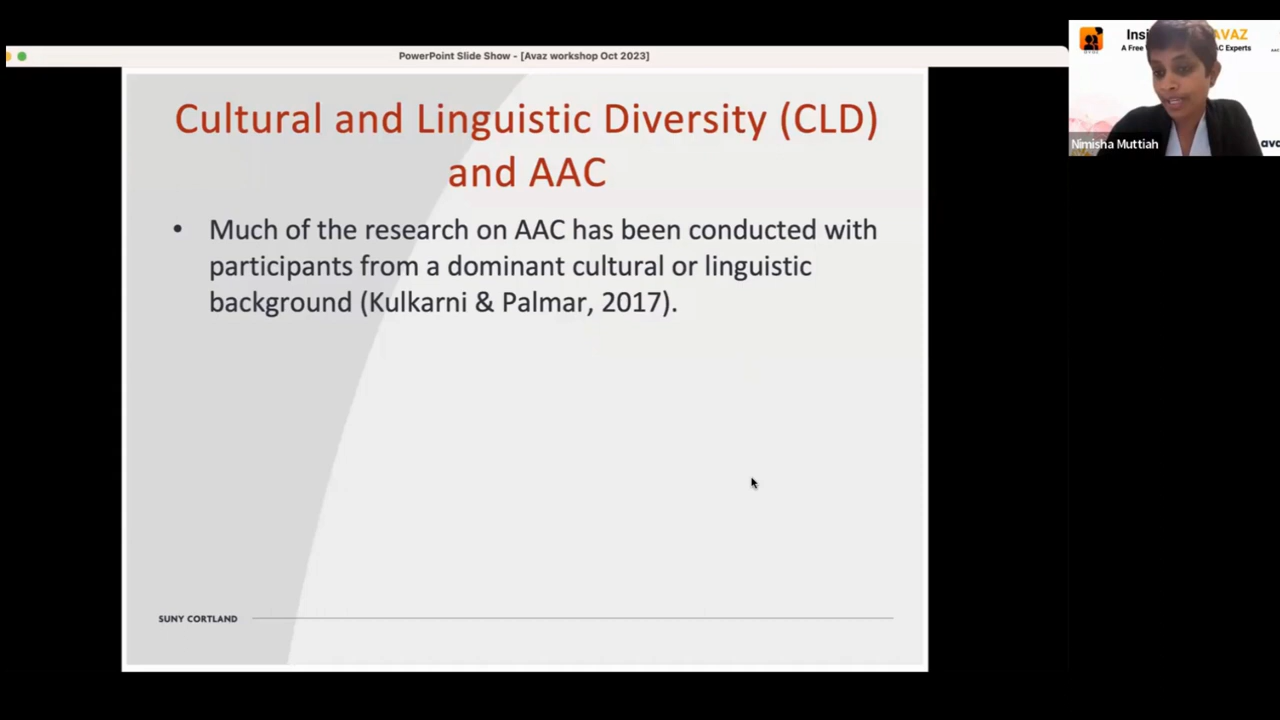 PowerPoint Slide Show - [Avaz workshop Oct 2023]
Cultural and Linguistic Diversity (CLD)
and AAC
• Much of the research on AAC has been conducted with
participants from a dominant cultural or linguistic
background (Kulkarni & Palmar, 2017).
SUNY CORTLAND
Insi AVAZ
A Free C Experts
Nimisha Muttiah
ava